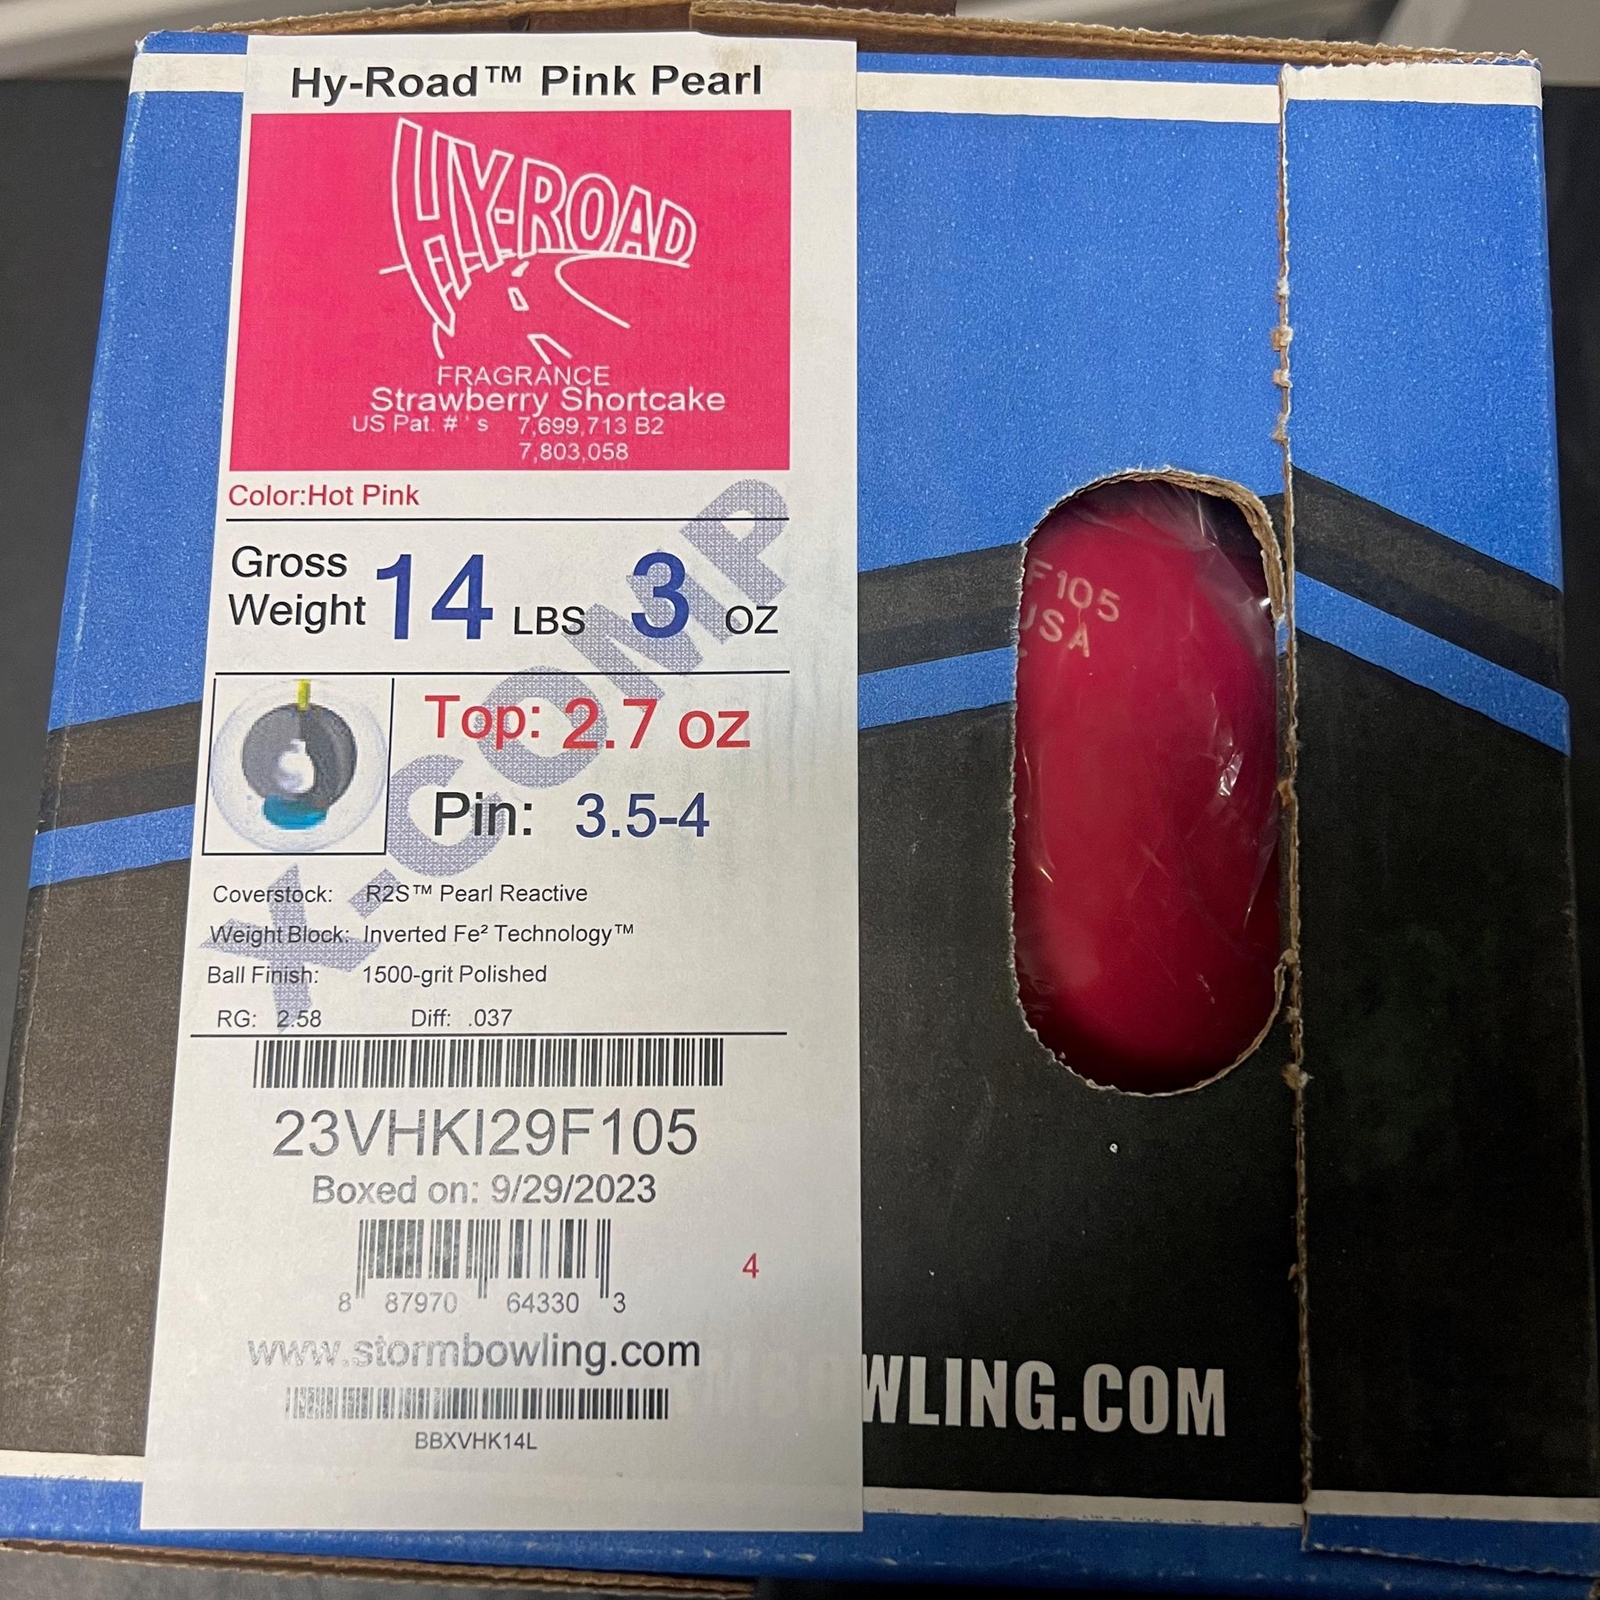 Hy-Road™ Pink Pearl
HY-ROAD
FRAGRANCE
Strawberry Shortcake
US Pat. # ' s 7,699,713 B2
7,803,058
Color:Hot Pink
Gross Weight 14 LBS 3 OZ
Top: 2.7 oz
Pin: 3.5-4
X-COMP
Coverstock: R2S™ Pearl Reactive
Weight Block: Inverted Fe² Technology™
Ball Finish: 1500-grit Polished
RG: 2.58 Diff: .037
23VHKI29F105
Boxed on: 9/29/2023
4
8 87970 64330 3
www.stormbowling.com
BBXVHK14L
F105
USA
WLING.COM